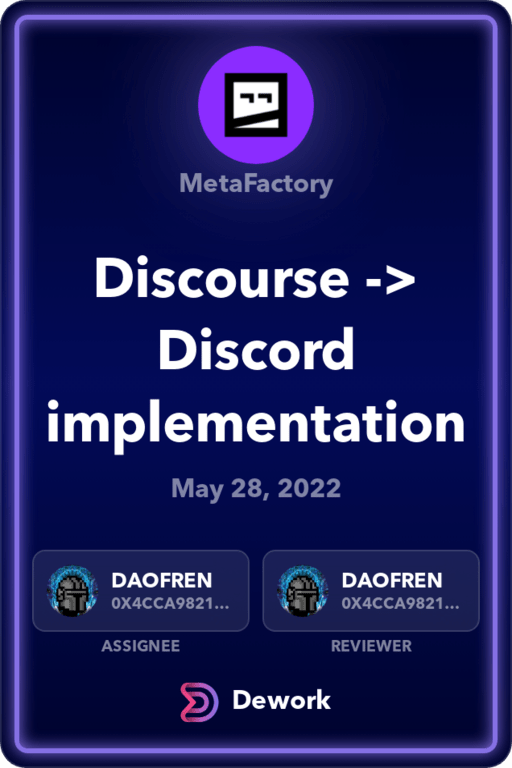 MetaFactory
Discourse ->
Discord
implementation
May 28, 2022
DAOFREN
0X4CCA9821...
ASSIGNEE
DAOFREN
0X4CCA9821...
REVIEWER
Dework